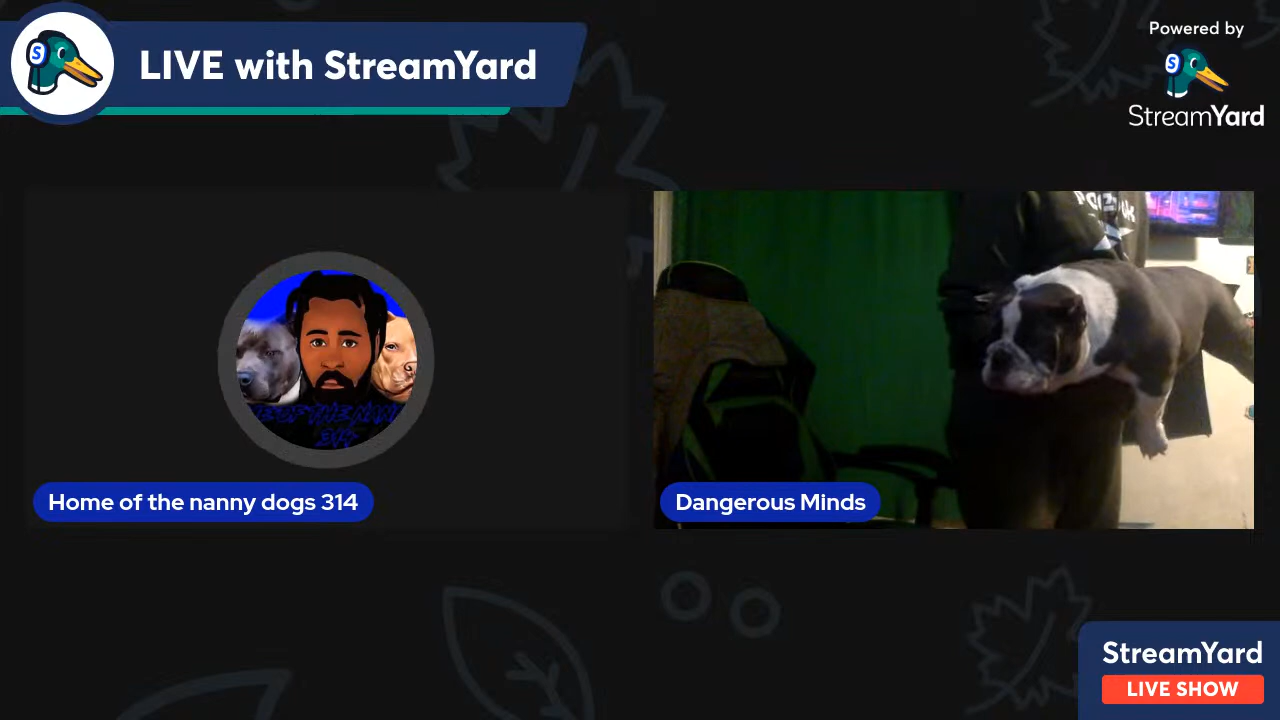 LIVE with StreamYard
Powered by
StreamYard
Home of the nanny dogs 314
Dangerous Minds
StreamYard
LIVE SHOW